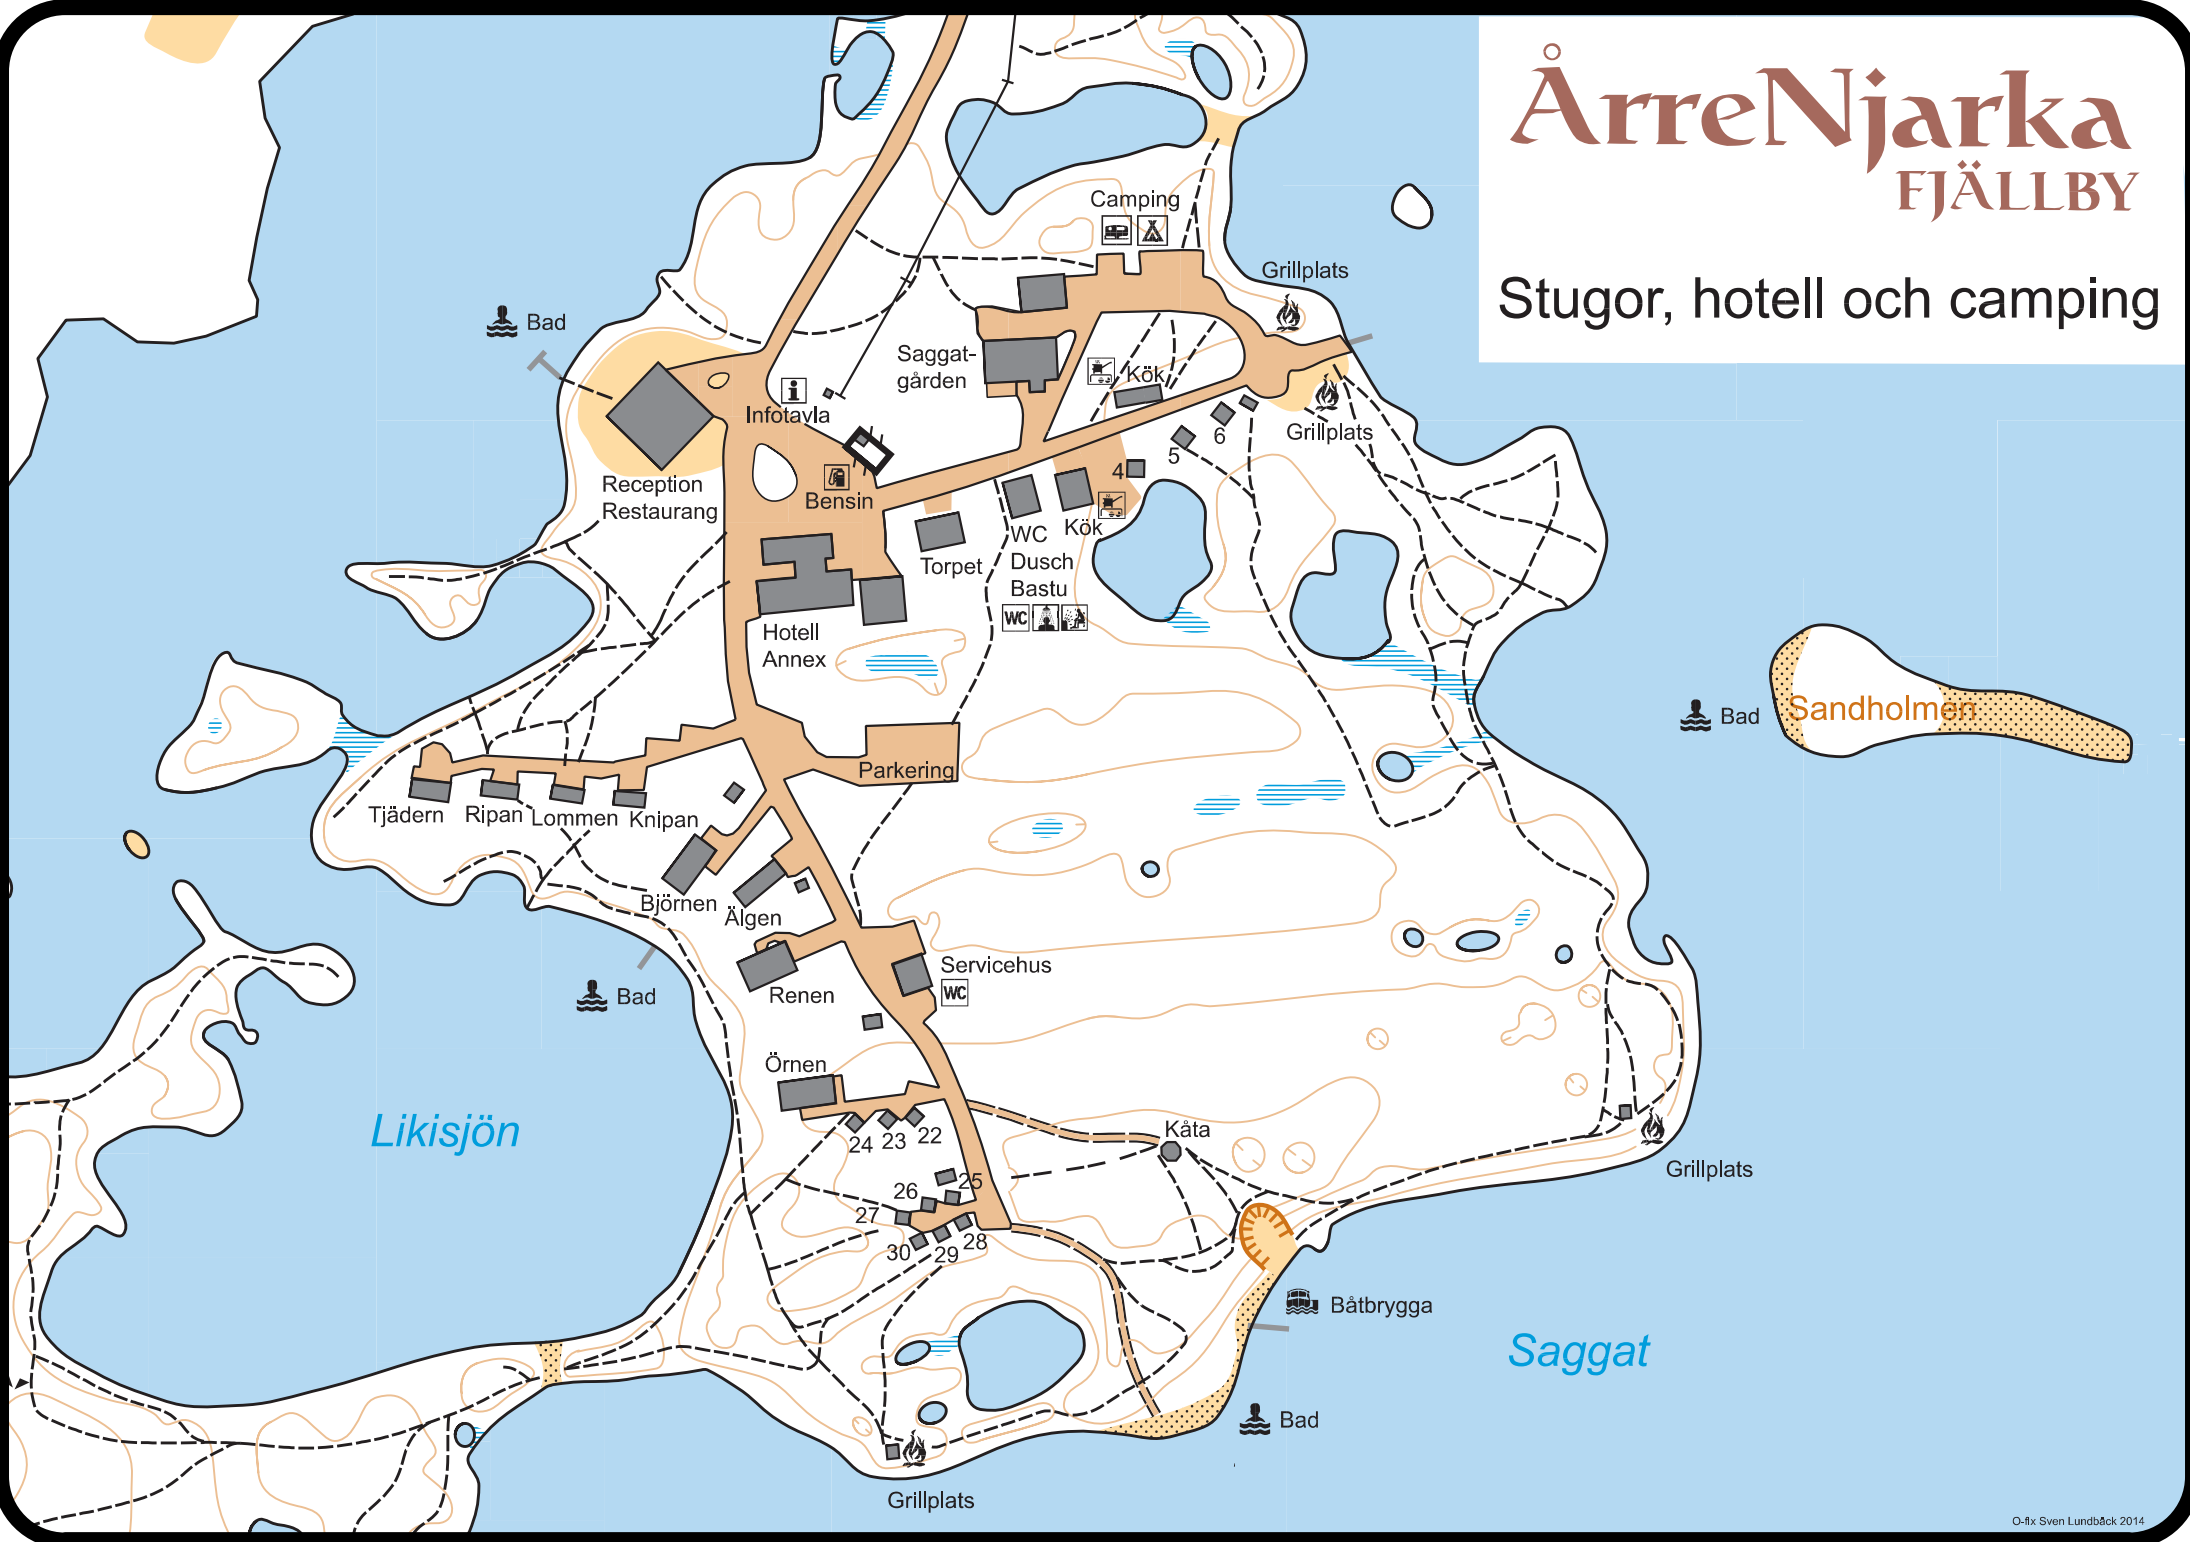 ÅrreNjarka
FJÄLLBY
Stugor, hotell och camping
Camping
Grillplats
Bad
Saggat-
gården
Kök
Infotavla
Grillplats
6
5
4
Reception
Restaurang
Bensin
WC
Dusch
Bastu
Kök
Torpet
WC
Hotell
Annex
Bad
Sandholmen
Parkering
Tjädern
Ripan
Lommen
Knipan
Björnen
Älgen
Servicehus
WC
Renen
Bad
Örnen
Likisjön
24
23
22
Kåta
Grillplats
25
26
27
28
29
30
Båtbrygga
Saggat
Bad
Grillplats
O-fix Sven Lundbäck 2014